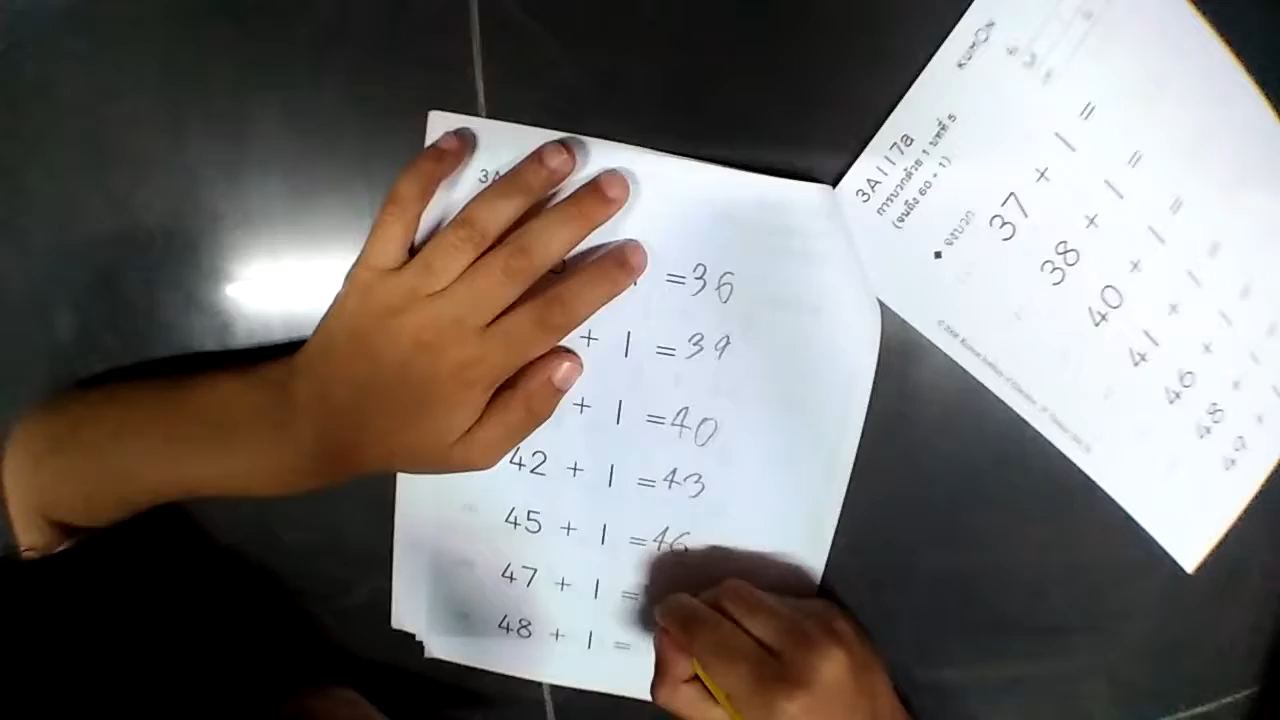 3A
= 36
+ 1 = 39
+ 1 = 40
42 + 1 = 43
45 + 1 = 46
47 + 1 =
48 + 1 =
KUMON
3A117a
การบวกด้วย 1 บทที่ 5
(จนถึง 60 + 1)
■ จงบวก
37 + 1 =
38 + 1 =
40 + 1 =
41 + 1 =
46 + 1 =
48 + 1
49 +